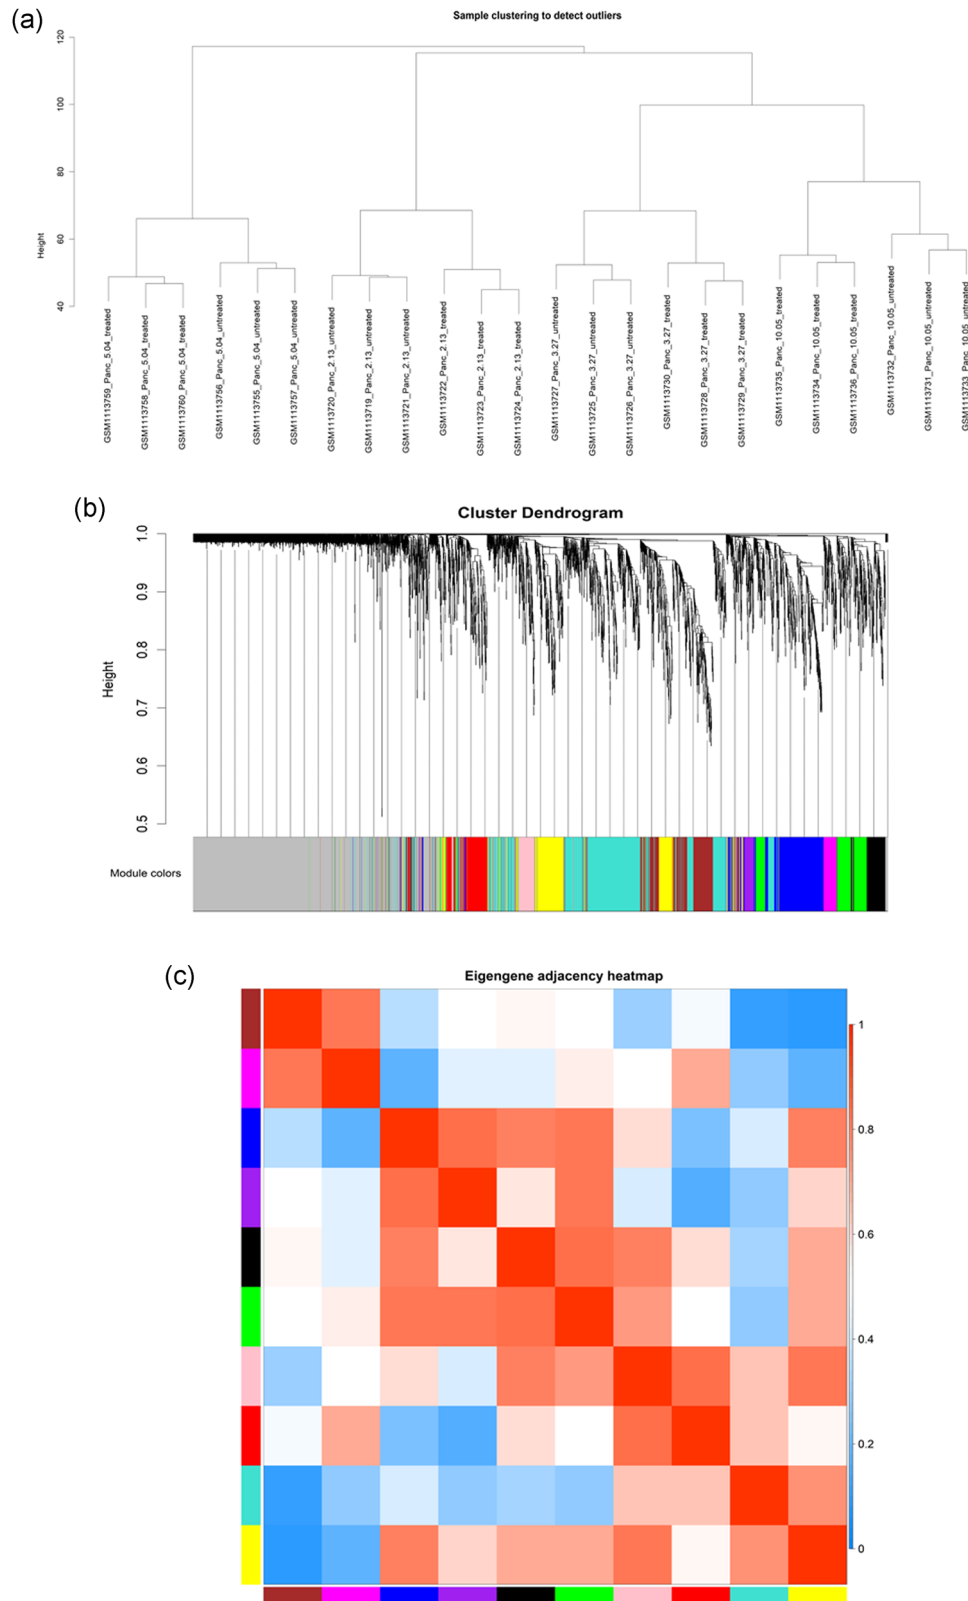 (a)
Sample clustering to detect outliers
120
100
80
60
40
Height
GSM1113759_Panc_5.04_treated
GSM1113758_Panc_5.04_treated
GSM1113760_Panc_5.04_treated
GSM1113756_Panc_5.04_untreated
GSM1113755_Panc_5.04_untreated
GSM1113757_Panc_5.04_untreated
GSM1113720_Panc_2.13_untreated
GSM1113719_Panc_2.13_untreated
GSM1113721_Panc_2.13_untreated
GSM1113722_Panc_2.13_treated
GSM1113723_Panc_2.13_treated
GSM1113724_Panc_2.13_treated
GSM1113727_Panc_3.27_untreated
GSM1113725_Panc_3.27_untreated
GSM1113726_Panc_3.27_untreated
GSM1113730_Panc_3.27_treated
GSM1113728_Panc_3.27_treated
GSM1113729_Panc_3.27_treated
GSM1113735_Panc_10.05_treated
GSM1113734_Panc_10.05_treated
GSM1113736_Panc_10.05_treated
GSM1113732_Panc_10.05_untreated
GSM1113731_Panc_10.05_untreated
GSM1113733_Panc_10.05_untreated
(b)
Cluster Dendrogram
1.0
0.9
0.8
0.7
0.6
0.5
Height
Module colors
(c)
Eigengene adjacency heatmap
1
0.8
0.6
0.4
0.2
0